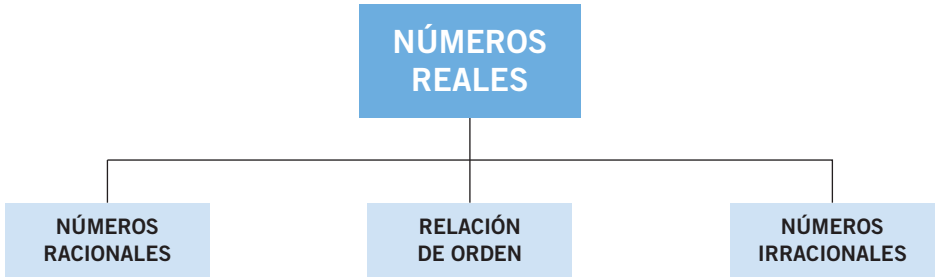 NÚMEROS
REALES
NÚMEROS
RACIONALES
RELACIÓN
DE ORDEN
NÚMEROS
IRRACIONALES